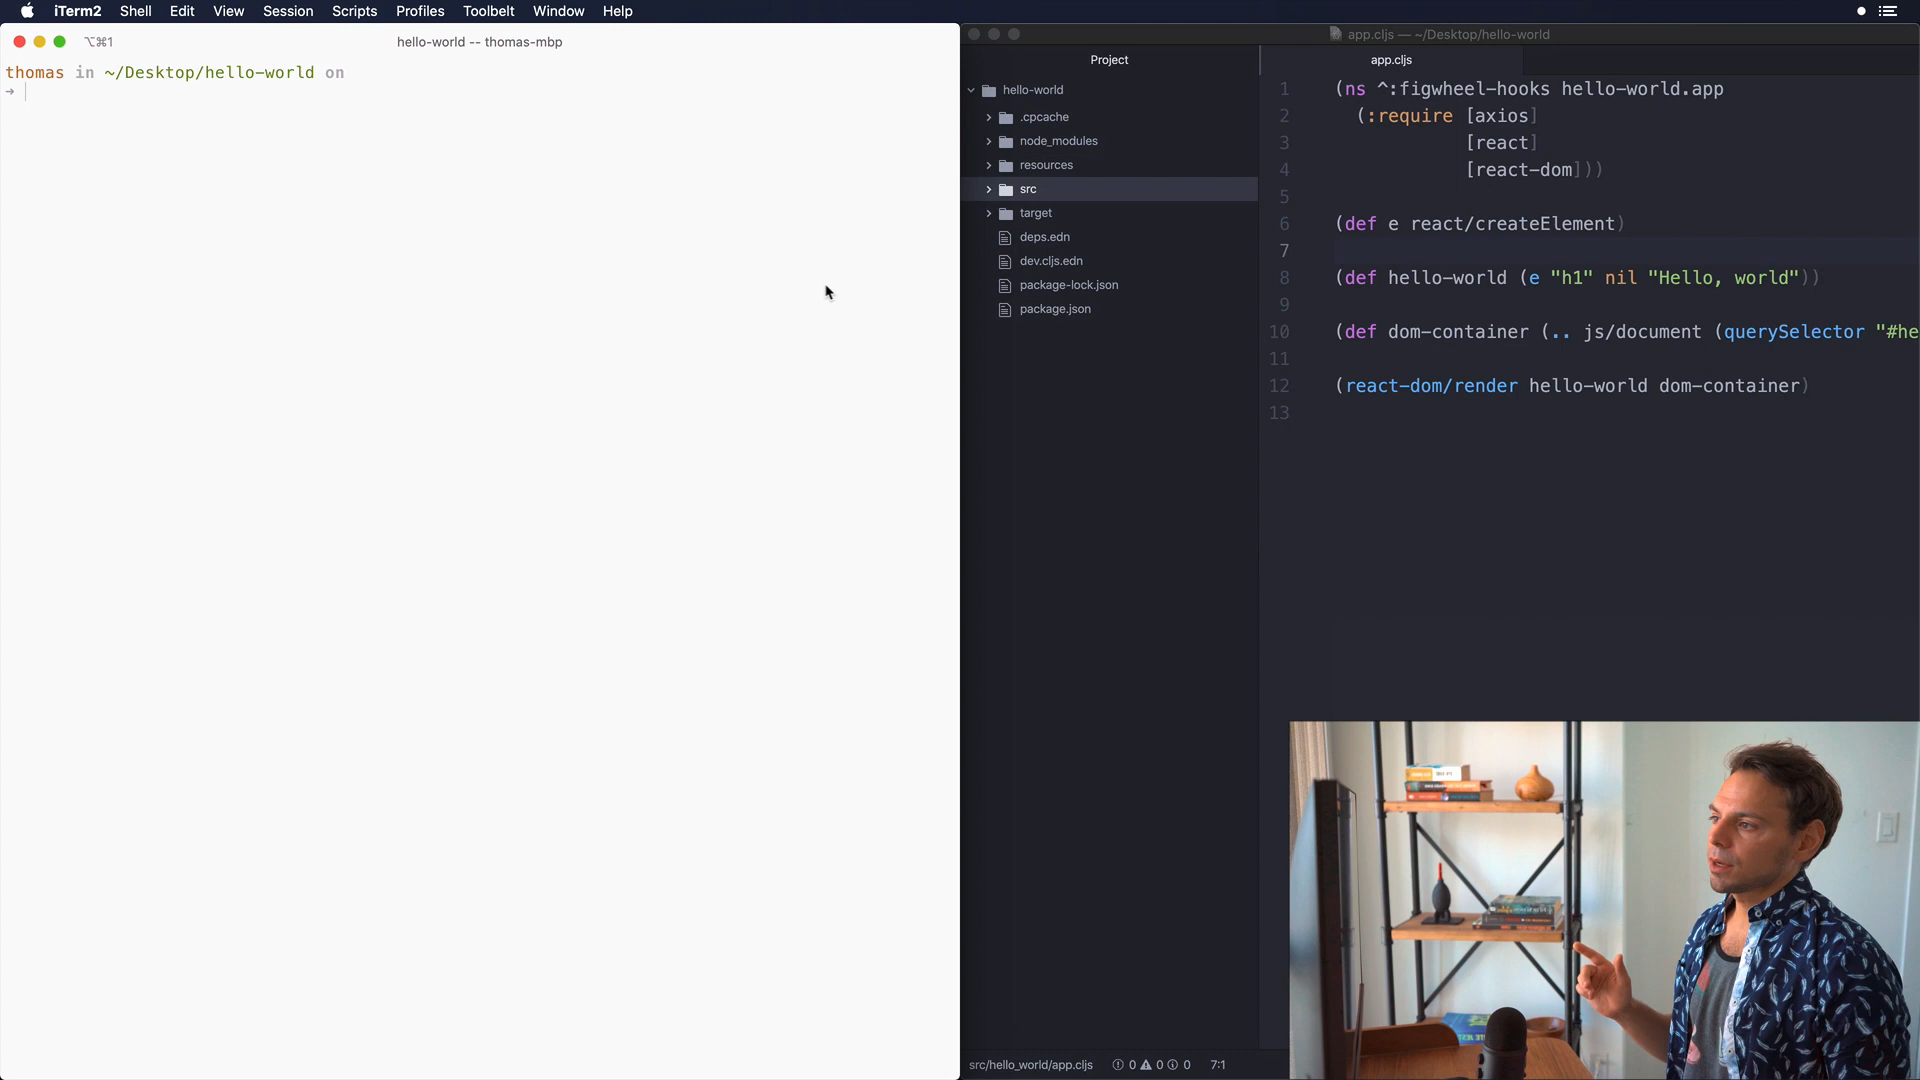 iTerm2 Shell Edit View Session Scripts Profiles Toolbelt Window Help
⌥⌘1 hello-world -- thomas-mbp
thomas in ~/Desktop/hello-world on
→
app.cljs — ~/Desktop/hello-world
Project
hello-world
.cpcache
node_modules
resources
src
target
deps.edn
dev.cljs.edn
package-lock.json
package.json
app.cljs
1 (ns ^:figwheel-hooks hello-world.app
2 (:require [axios]
3 [react]
4 [react-dom]))
5
6 (def e react/createElement)
7
8 (def hello-world (e "h1" nil "Hello, world"))
9
10 (def dom-container (.. js/document (querySelector "#he
11
12 (react-dom/render hello-world dom-container)
13
src/hello_world/app.cljs 0 0 0 7:1